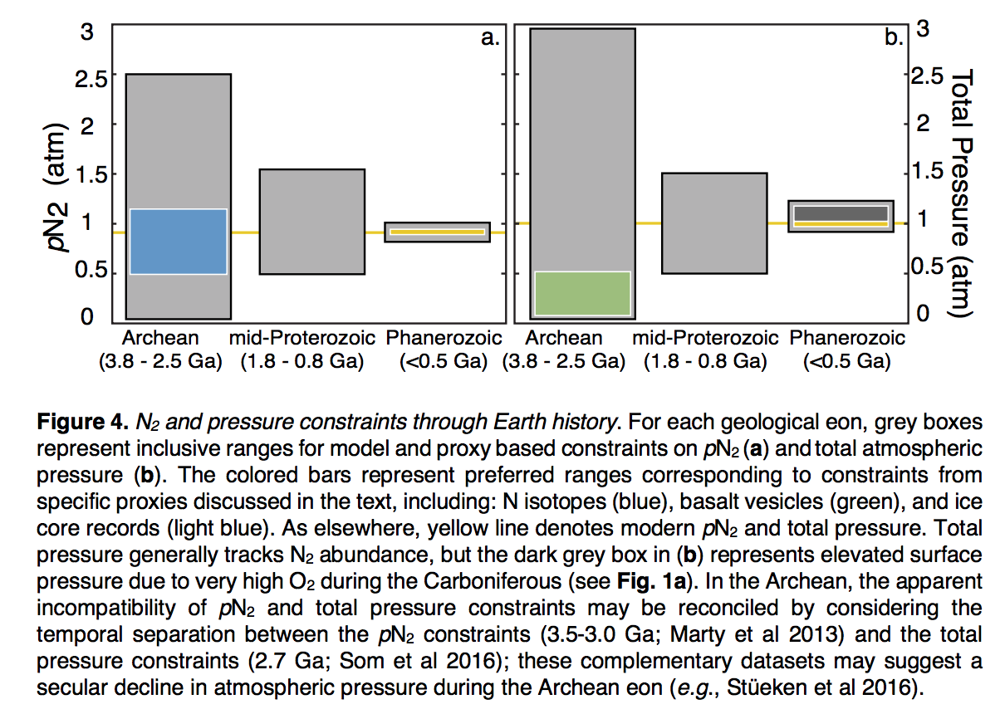 3
2.5
2
1.5
1
0.5
0
pN2 (atm)
a.
b.
3
2.5
2
1.5
1
0.5
0
Total Pressure (atm)
Archean mid-Proterozoic Phanerozoic Archean mid-Proterozoic Phanerozoic
(3.8 - 2.5 Ga) (1.8 - 0.8 Ga) (<0.5 Ga) (3.8 - 2.5 Ga) (1.8 - 0.8 Ga) (<0.5 Ga)
Figure 4. N₂ and pressure constraints through Earth history. For each geological eon, grey boxes
represent inclusive ranges for model and proxy based constraints on pN₂ (a) and total atmospheric
pressure (b). The colored bars represent preferred ranges corresponding to constraints from
specific proxies discussed in the text, including: N isotopes (blue), basalt vesicles (green), and ice
core records (light blue). As elsewhere, yellow line denotes modern pN₂ and total pressure. Total
pressure generally tracks N₂ abundance, but the dark grey box in (b) represents elevated surface
pressure due to very high O₂ during the Carboniferous (see Fig. 1a). In the Archean, the apparent
incompatibility of pN₂ and total pressure constraints may be reconciled by considering the
temporal separation between the pN₂ constraints (3.5-3.0 Ga; Marty et al 2013) and the total
pressure constraints (2.7 Ga; Som et al 2016); these complementary datasets may suggest a
secular decline in atmospheric pressure during the Archean eon (e.g., Stüeken et al 2016).